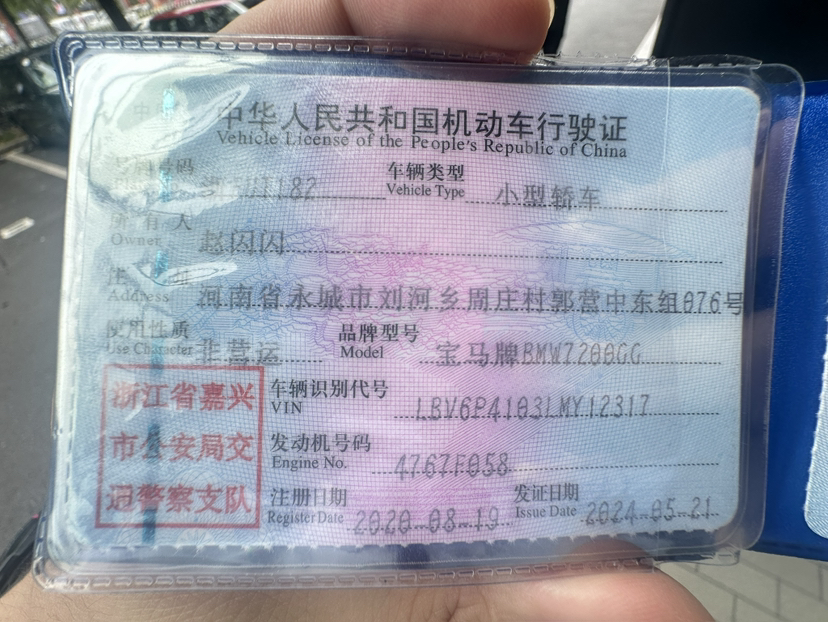 中华人民共和国机动车行驶证
Vehicle License of the People's Republic of China
号牌号码 车辆类型 小型轿车
Vehicle Type
所有人 赵闪闪
Owner
Address 河南省永城市刘河乡周庄村郭营中东组076号
使用性质 非营运 品牌型号 宝马牌BMW7200GG
Use Character Model
浙江省嘉兴
市公安局交
通警察支队
车辆识别代号 LBV6P4103LMY12317
VIN
发动机号码 4767F058
Engine No.
注册日期 2020-08-19 发证日期 2024-05-21
Register Date Issue Date